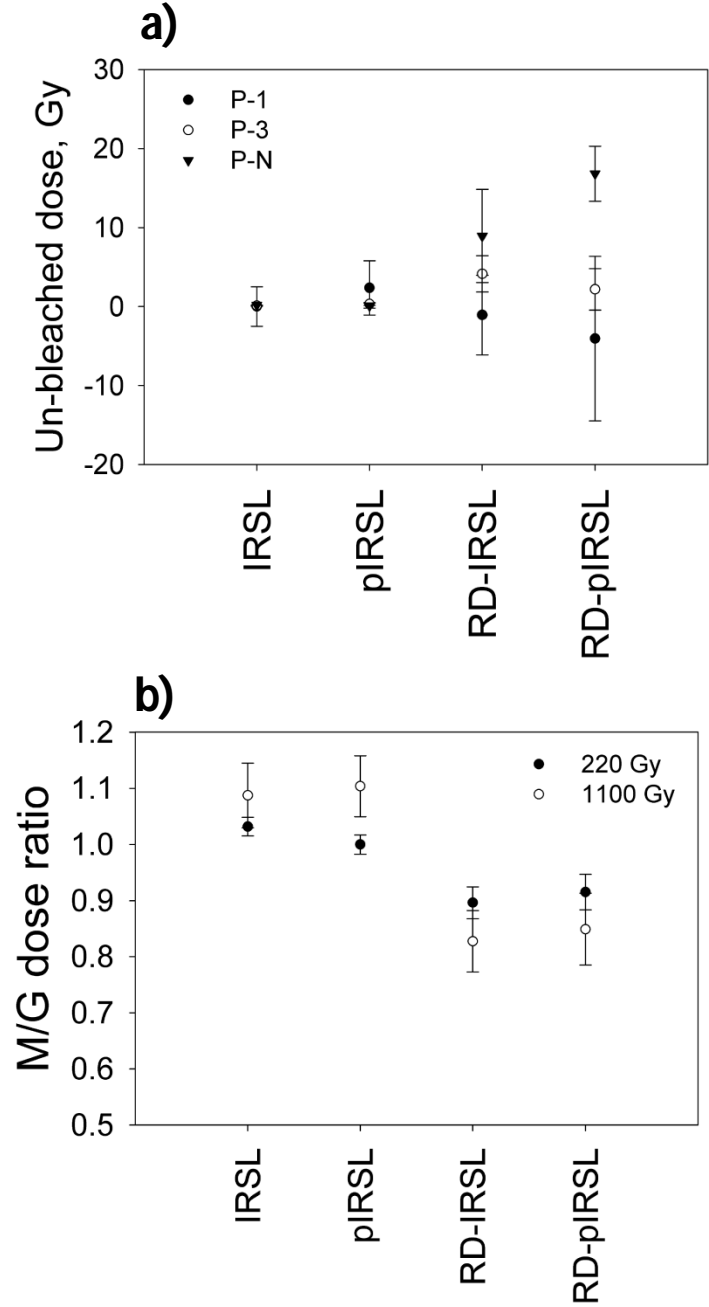 a)
Un-bleached dose, Gy
30
20
10
0
-10
-20
P-1
P-3
P-N
IRSL
pIRSL
RD-IRSL
RD-pIRSL
b)
M/G dose ratio
1.2
1.1
1.0
0.9
0.8
0.7
0.6
0.5
220 Gy
1100 Gy
IRSL
pIRSL
RD-IRSL
RD-pIRSL